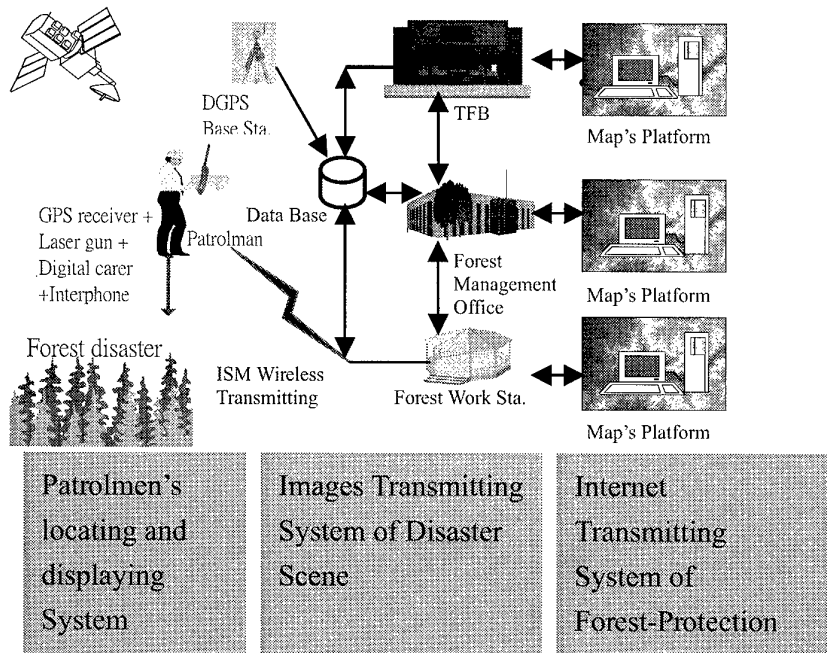 DGPS
Base Sta.
TFB
Map's Platform
GPS receiver +
Laser gun +
Digital carer
+Interphone
Patrolman
Data Base
Forest
Management
Office
Map's Platform
Forest disaster
ISM Wireless
Transmitting
Forest Work Sta.
Map's Platform
Patrolmen's
locating and
displaying
System
Images Transmitting
System of Disaster
Scene
Internet
Transmitting
System of
Forest-Protection